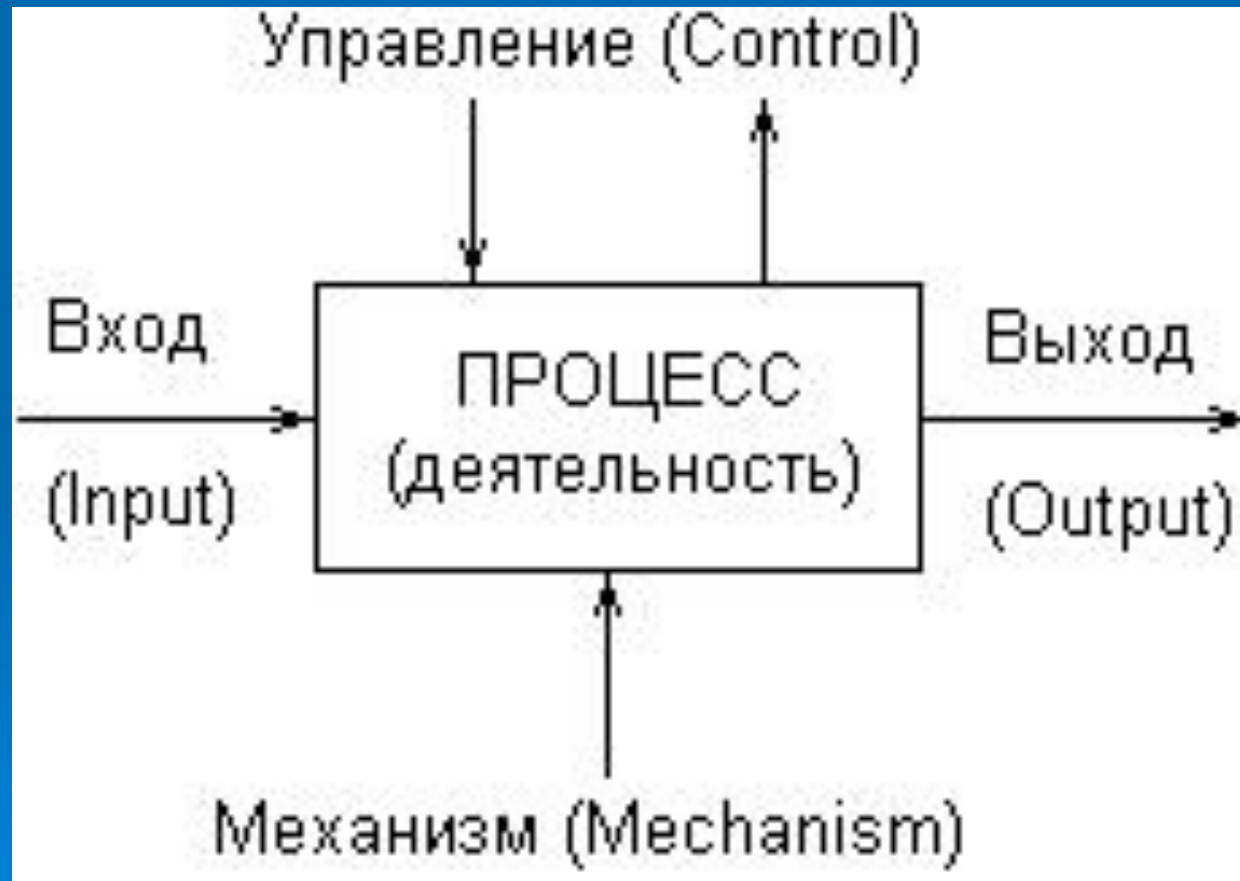 Управление (Control)
Вход
(Input)
ПРОЦЕСС
(деятельность)
Выход
(Output)
Механизм (Mechanism)